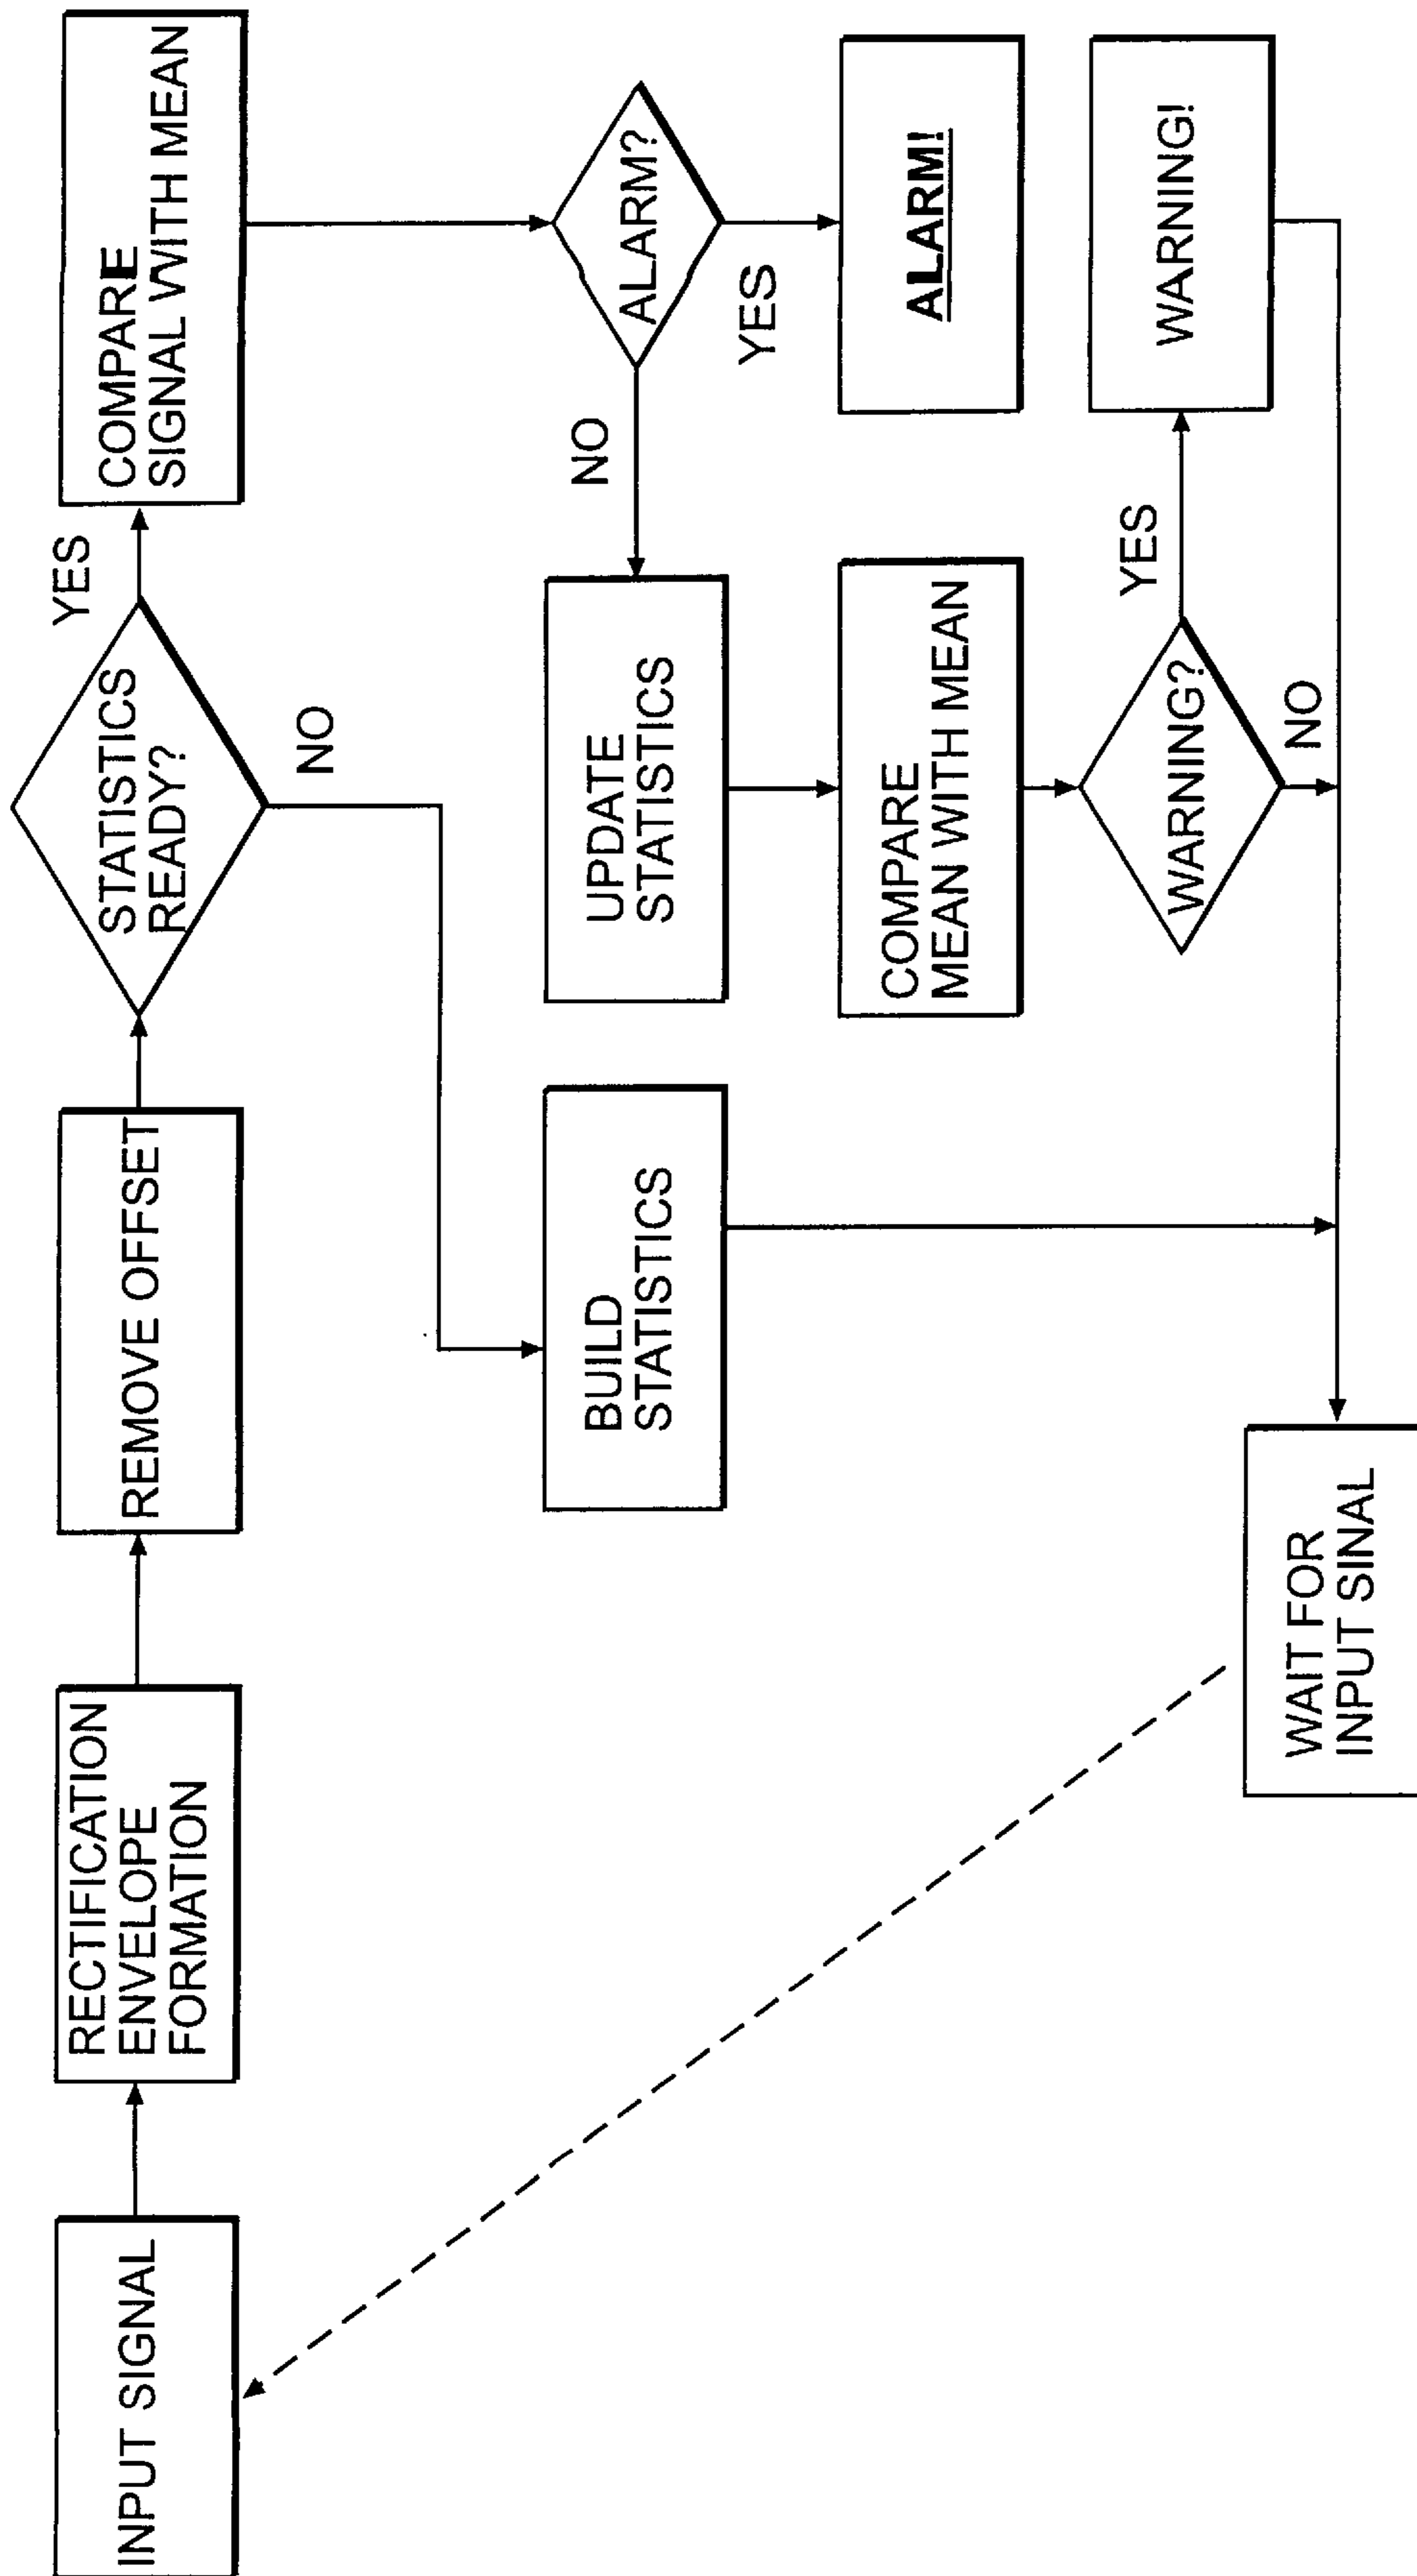 INPUT SIGNAL
RECTIFICATION
ENVELOPE
FORMATION
REMOVE OFFSET
STATISTICS
READY?
YES
COMPARE
SIGNAL WITH MEAN
NO
BUILD
STATISTICS
UPDATE
STATISTICS
NO
ALARM?
YES
COMPARE
MEAN WITH MEAN
ALARM!
WARNING?
YES
WARNING!
NO
WAIT FOR
INPUT SINAL